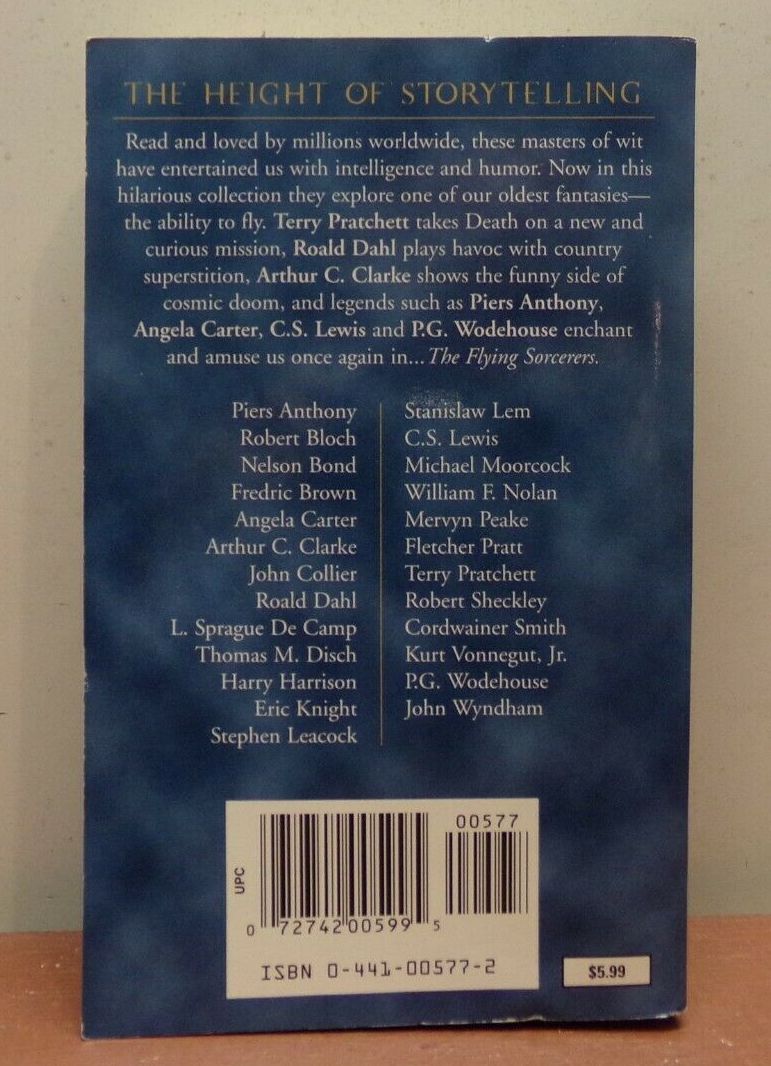 THE HEIGHT OF STORYTELLING
Read and loved by millions worldwide, these masters of wit
have entertained us with intelligence and humor. Now in this
hilarious collection they explore one of our oldest fantasies—
the ability to fly. Terry Pratchett takes Death on a new and
curious mission, Roald Dahl plays havoc with country
superstition, Arthur C. Clarke shows the funny side of
cosmic doom, and legends such as Piers Anthony,
Angela Carter, C.S. Lewis and P.G. Wodehouse enchant
and amuse us once again in... The Flying Sorcerers.
Piers Anthony
Robert Bloch
Nelson Bond
Fredric Brown
Angela Carter
Arthur C. Clarke
John Collier
Roald Dahl
L. Sprague De Camp
Thomas M. Disch
Harry Harrison
Eric Knight
Stephen Leacock
Stanislaw Lem
C.S. Lewis
Michael Moorcock
William F. Nolan
Mervyn Peake
Fletcher Pratt
Terry Pratchett
Robert Sheckley
Cordwainer Smith
Kurt Vonnegut, Jr.
P.G. Wodehouse
John Wyndham
00577
UPC
0 72742 00599 5
ISBN 0-441-00577-2
$5.99